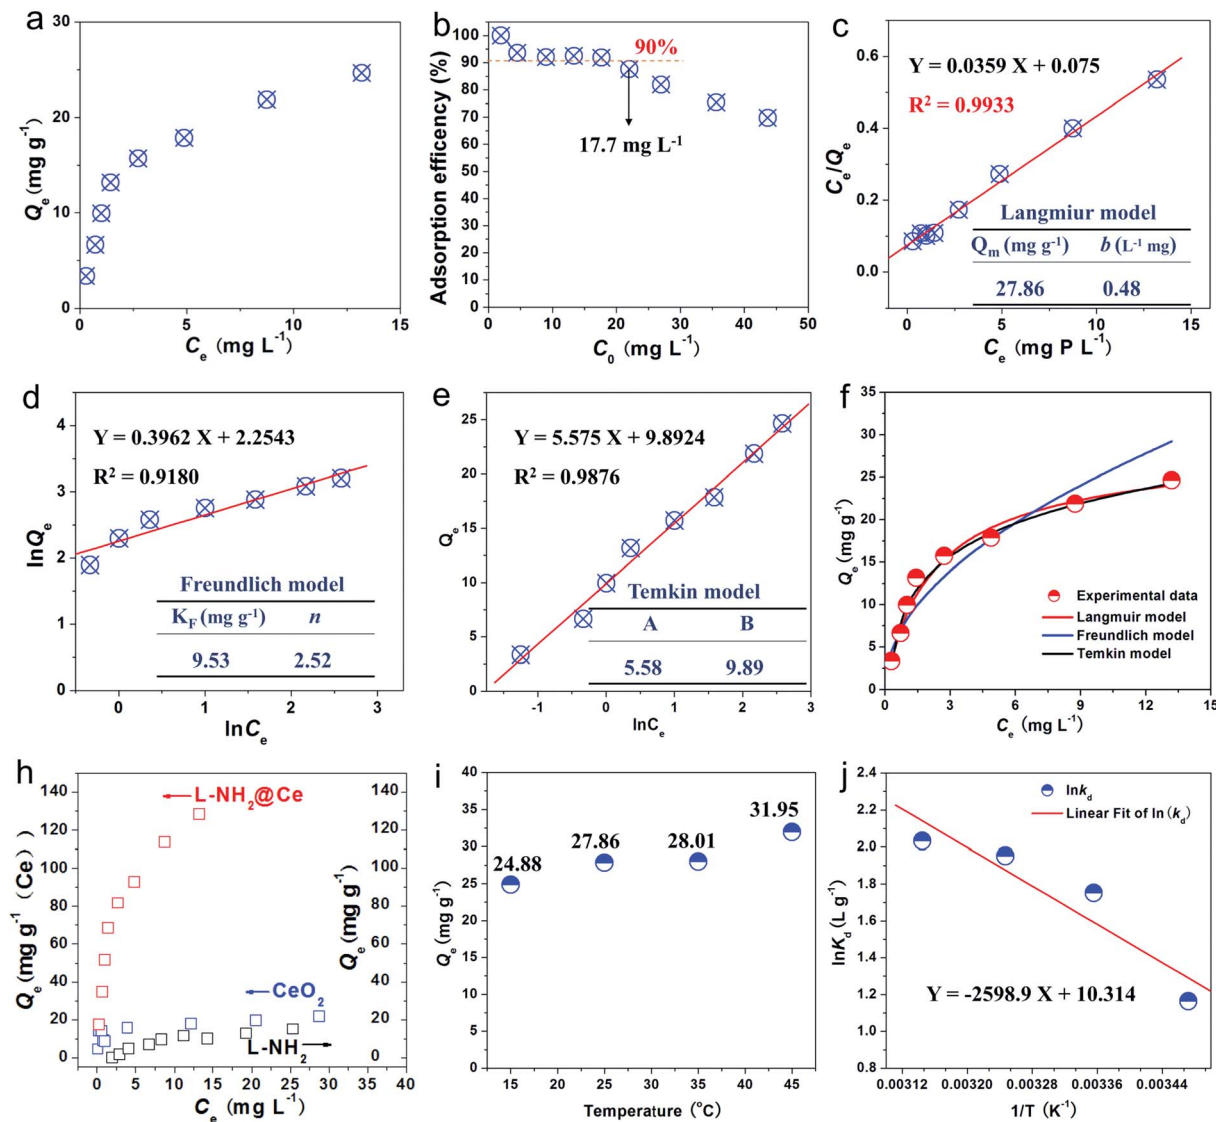 a
30
20
10
0
0
5
10
15
Qe (mg g-1)
Ce (mg L-1)
b
100
90
80
70
60
50
40
30
20
10
0
0
10
20
30
40
50
Adsorption efficency (%)
C0 (mg L-1)
90%
17.7 mg L-1
c
0.6
0.4
0.2
0.0
0
5
10
15
Ce/Qe
Ce (mg P L-1)
Y = 0.0359 X + 0.075
R2 = 0.9933
Langmiur model
Qm (mg g-1) b (L-1 mg)
27.86 0.48
d
4
3
2
1
0
0
1
2
3
lnQe
lnCe
Y = 0.3962 X + 2.2543
R2 = 0.9180
Freundlich model
KF (mg g-1) n
9.53 2.52
e
25
20
15
10
5
0
-1
0
1
2
3
Qe
lnCe
Y = 5.575 X + 9.8924
R2 = 0.9876
Temkin model
A B
5.58 9.89
f
35
30
25
20
15
10
5
0
0
3
6
9
12
15
Qe (mg g-1)
Ce (mg L-1)
Experimental data
Langmuir model
Freundlich model
Temkin model
h
140
120
100
80
60
40
20
0
0
5
10
15
20
25
30
35
40
Qe (mg g-1 (Ce))
Ce (mg L-1)
140
120
100
80
60
40
20
0
Qe (mg g-1)
L-NH2@Ce
CeO2
L-NH2
i
40
35
30
25
20
15
10
5
0
15
20
25
30
35
40
45
Qe (mg g-1)
Temperature (oC)
24.88
27.86
28.01
31.95
j
2.4
2.2
2.0
1.8
1.6
1.4
1.2
1.0
0.8
0.00312
0.00320
0.00328
0.00336
0.00344
lnKd (L g-1)
1/T (K-1)
lnkd
Linear Fit of ln (kd)
Y = -2598.9 X + 10.314